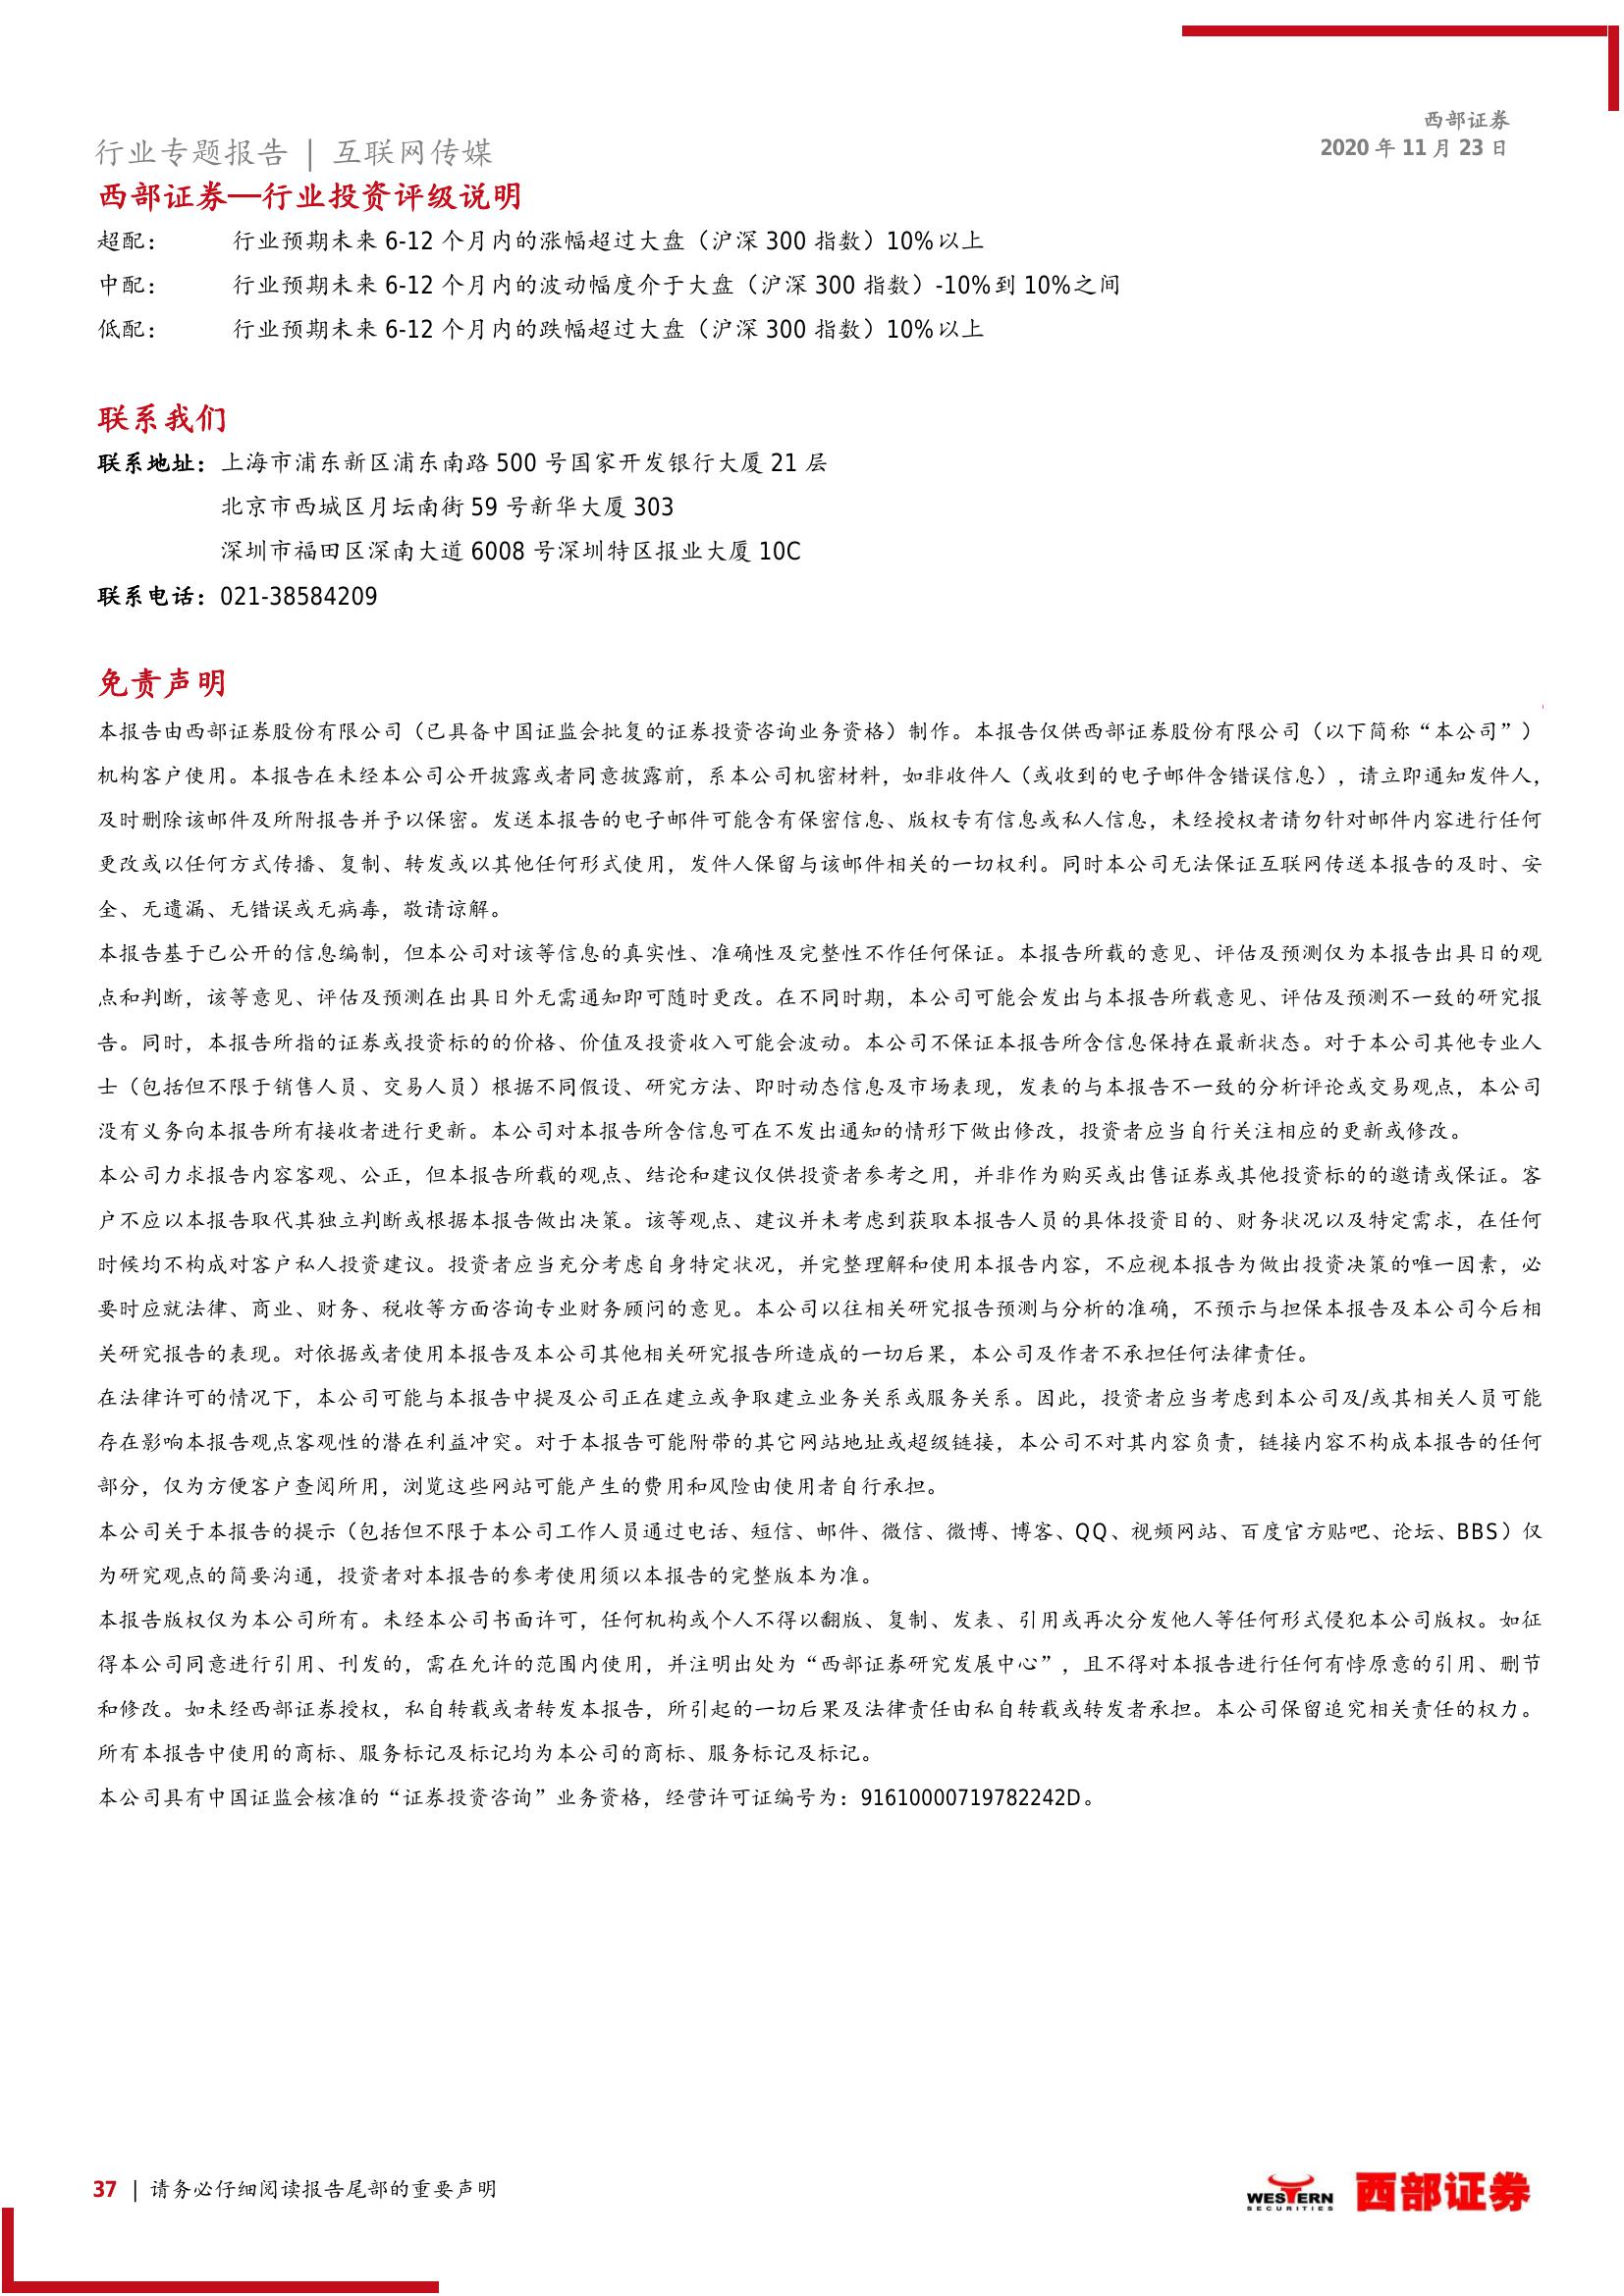 西部证券
2020 年 11 月 23 日
行业专题报告 | 互联网传媒
西部证券—行业投资评级说明
超配： 行业预期未来 6-12 个月内的涨幅超过大盘（沪深 300 指数）10%以上
中配： 行业预期未来 6-12 个月内的波动幅度介于大盘（沪深 300 指数）-10%到 10%之间
低配： 行业预期未来 6-12 个月内的跌幅超过大盘（沪深 300 指数）10%以上
联系我们
联系地址：上海市浦东新区浦东南路 500 号国家开发银行大厦 21 层
北京市西城区月坛南街 59 号新华大厦 303
深圳市福田区深南大道 6008 号深圳特区报业大厦 10C
联系电话：021-38584209
免责声明
本报告由西部证券股份有限公司（已具备中国证监会批复的证券投资咨询业务资格）制作。本报告仅供西部证券股份有限公司（以下简称“本公司”）
机构客户使用。本报告在未经本公司公开披露或者同意披露前，系本公司机密材料，如非收件人（或收到的电子邮件含错误信息），请立即通知发件人，
及时删除该邮件及所附报告并予以保密。发送本报告的电子邮件可能含有保密信息、版权专有信息或私人信息，未经授权者请勿针对邮件内容进行任何
更改或以任何方式传播、复制、转发或以其他任何形式使用，发件人保留与该邮件相关的一切权利。同时本公司无法保证互联网传送本报告的及时、安
全、无遗漏、无错误或无病毒，敬请谅解。
本报告基于已公开的信息编制，但本公司对该等信息的真实性、准确性及完整性不作任何保证。本报告所载的意见、评估及预测仅为本报告出具日的观
点和判断，该等意见、评估及预测在出具日外无需通知即可随时更改。在不同时期，本公司可能会发出与本报告所载意见、评估及预测不一致的研究报
告。同时，本报告所指的证券或投资标的的价格、价值及投资收入可能会波动。本公司不保证本报告所含信息保持在最新状态。对于本公司其他专业人
士（包括但不限于销售人员、交易人员）根据不同假设、研究方法、即时动态信息及市场表现，发表的与本报告不一致的分析评论或交易观点，本公司
没有义务向本报告所有接收者进行更新。本公司对本报告所含信息可在不发出通知的情形下做出修改，投资者应当自行关注相应的更新或修改。
本公司力求报告内容客观、公正，但本报告所载的观点、结论和建议仅供投资者参考之用，并非作为购买或出售证券或其他投资标的的邀请或保证。客
户不应以本报告取代其独立判断或根据本报告做出决策。该等观点、建议并未考虑到获取本报告人员的具体投资目的、财务状况以及特定需求，在任何
时候均不构成对客户私人投资建议。投资者应当充分考虑自身特定状况，并完整理解和使用本报告内容，不应视本报告为做出投资决策的唯一因素，必
要时应就法律、商业、财务、税收等方面咨询专业财务顾问的意见。本公司以往相关研究报告预测与分析的准确，不预示与担保本报告及本公司今后相
关研究报告的表现。对依据或者使用本报告及本公司其他相关研究报告所造成的一切后果，本公司及作者不承担任何法律责任。
在法律许可的情况下，本公司可能与本报告中提及公司正在建立或争取建立业务关系或服务关系。因此，投资者应当考虑到本公司及/或其相关人员可能
存在影响本报告观点客观性的潜在利益冲突。对于本报告可能附带的其它网站地址或超级链接，本公司不对其内容负责，链接内容不构成本报告的任何
部分，仅为方便客户查阅所用，浏览这些网站可能产生的费用和风险由使用者自行承担。
本公司关于本报告的提示（包括但不限于本公司工作人员通过电话、短信、邮件、微信、微博、博客、QQ、视频网站、百度官方贴吧、论坛、BBS）仅
为研究观点的简要沟通，投资者对本报告的参考使用须以本报告的完整版本为准。
本报告版权仅为本公司所有。未经本公司书面许可，任何机构或个人不得以翻版、复制、发表、引用或再次分发他人等任何形式侵犯本公司版权。如征
得本公司同意进行引用、刊发的，需在允许的范围内使用，并注明出处为“西部证券研究发展中心”，且不得对本报告进行任何有悖原意的引用、删节
和修改。如未经西部证券授权，私自转载或者转发本报告，所引起的一切后果及法律责任由私自转载或转发者承担。本公司保留追究相关责任的权力。
所有本报告中使用的商标、服务标记及标记均为本公司的商标、服务标记及标记。
本公司具有中国证监会核准的“证券投资咨询”业务资格，经营许可证编号为：91610000719782242D。
37 | 请务必仔细阅读报告尾部的重要声明
WESTERN
SECURITIES
西部证券